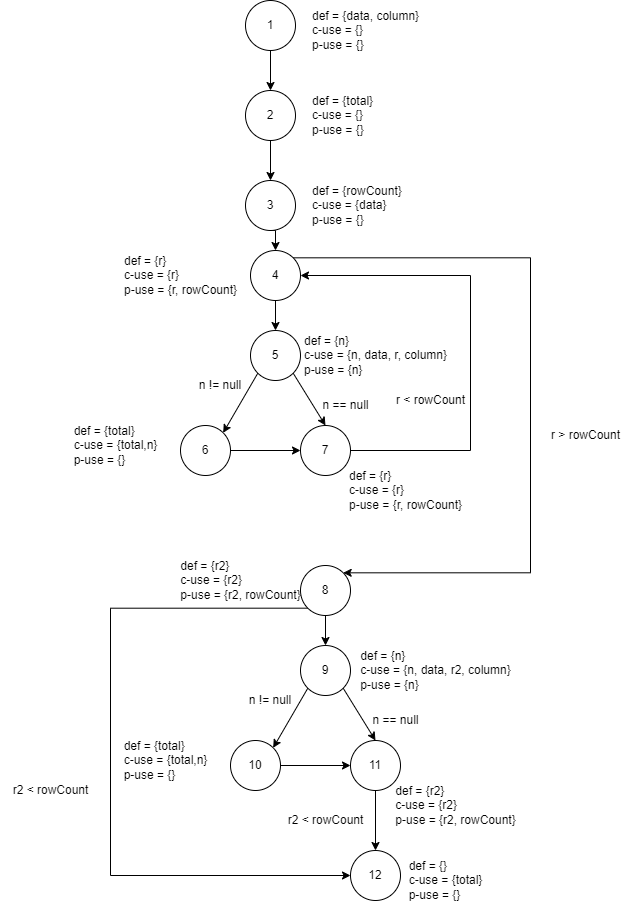 1
def = {data, column}
c-use = {}
p-use = {}
2
def = {total}
c-use = {}
p-use = {}
3
def = {rowCount}
c-use = {data}
p-use = {}
def = {r}
c-use = {r}
p-use = {r, rowCount}
4
5
def = {n}
c-use = {n, data, r, column}
p-use = {n}
n != null
n == null
r < rowCount
r > rowCount
def = {total}
c-use = {total,n}
p-use = {}
6
7
def = {r}
c-use = {r}
p-use = {r, rowCount}
def = {r2}
c-use = {r2}
p-use = {r2, rowCount}
8
9
def = {n}
c-use = {n, data, r2, column}
p-use = {n}
n != null
n == null
def = {total}
c-use = {total,n}
p-use = {}
10
11
def = {r2}
c-use = {r2}
p-use = {r2, rowCount}
r2 < rowCount
r2 < rowCount
12
def = {}
c-use = {total}
p-use = {}